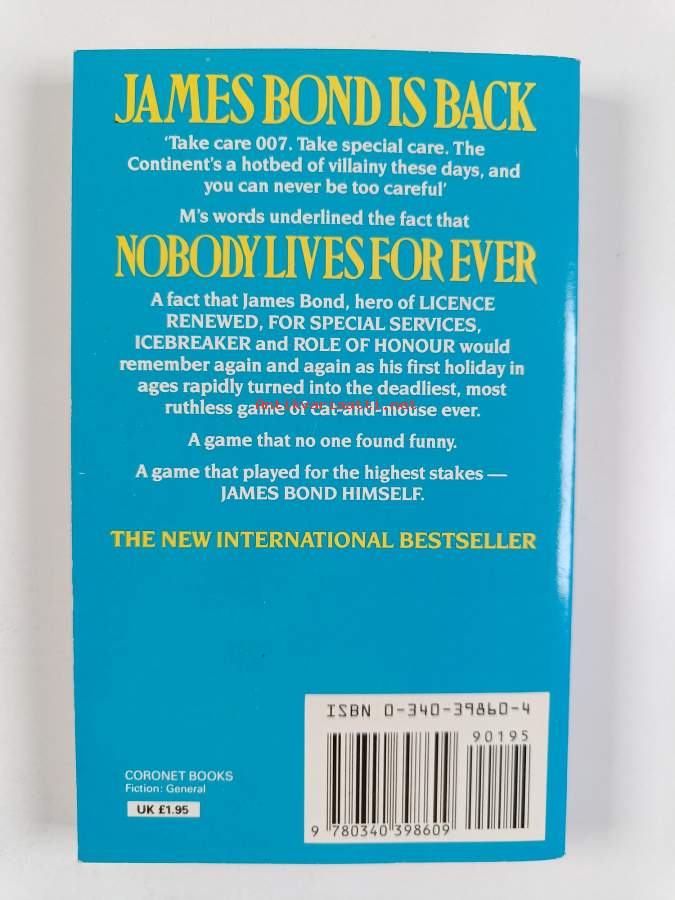 JAMES BOND IS BACK
'Take care 007. Take special care. The
Continent's a hotbed of villainy these days, and
you can never be too careful'
M's words underlined the fact that
NOBODY LIVES FOR EVER
A fact that James Bond, hero of LICENCE
RENEWED, FOR SPECIAL SERVICES,
ICEBREAKER and ROLE OF HONOUR would
remember again and again as his first holiday in
ages rapidly turned into the deadliest, most
ruthless game of cat-and-mouse ever.
Antikvariaatti.net
A game that no one found funny.
A game that played for the highest stakes —
JAMES BOND HIMSELF.
THE NEW INTERNATIONAL BESTSELLER
ISBN 0-340-39860-4
90195
9 780340 398609
CORONET BOOKS
Fiction: General
UK £1.95